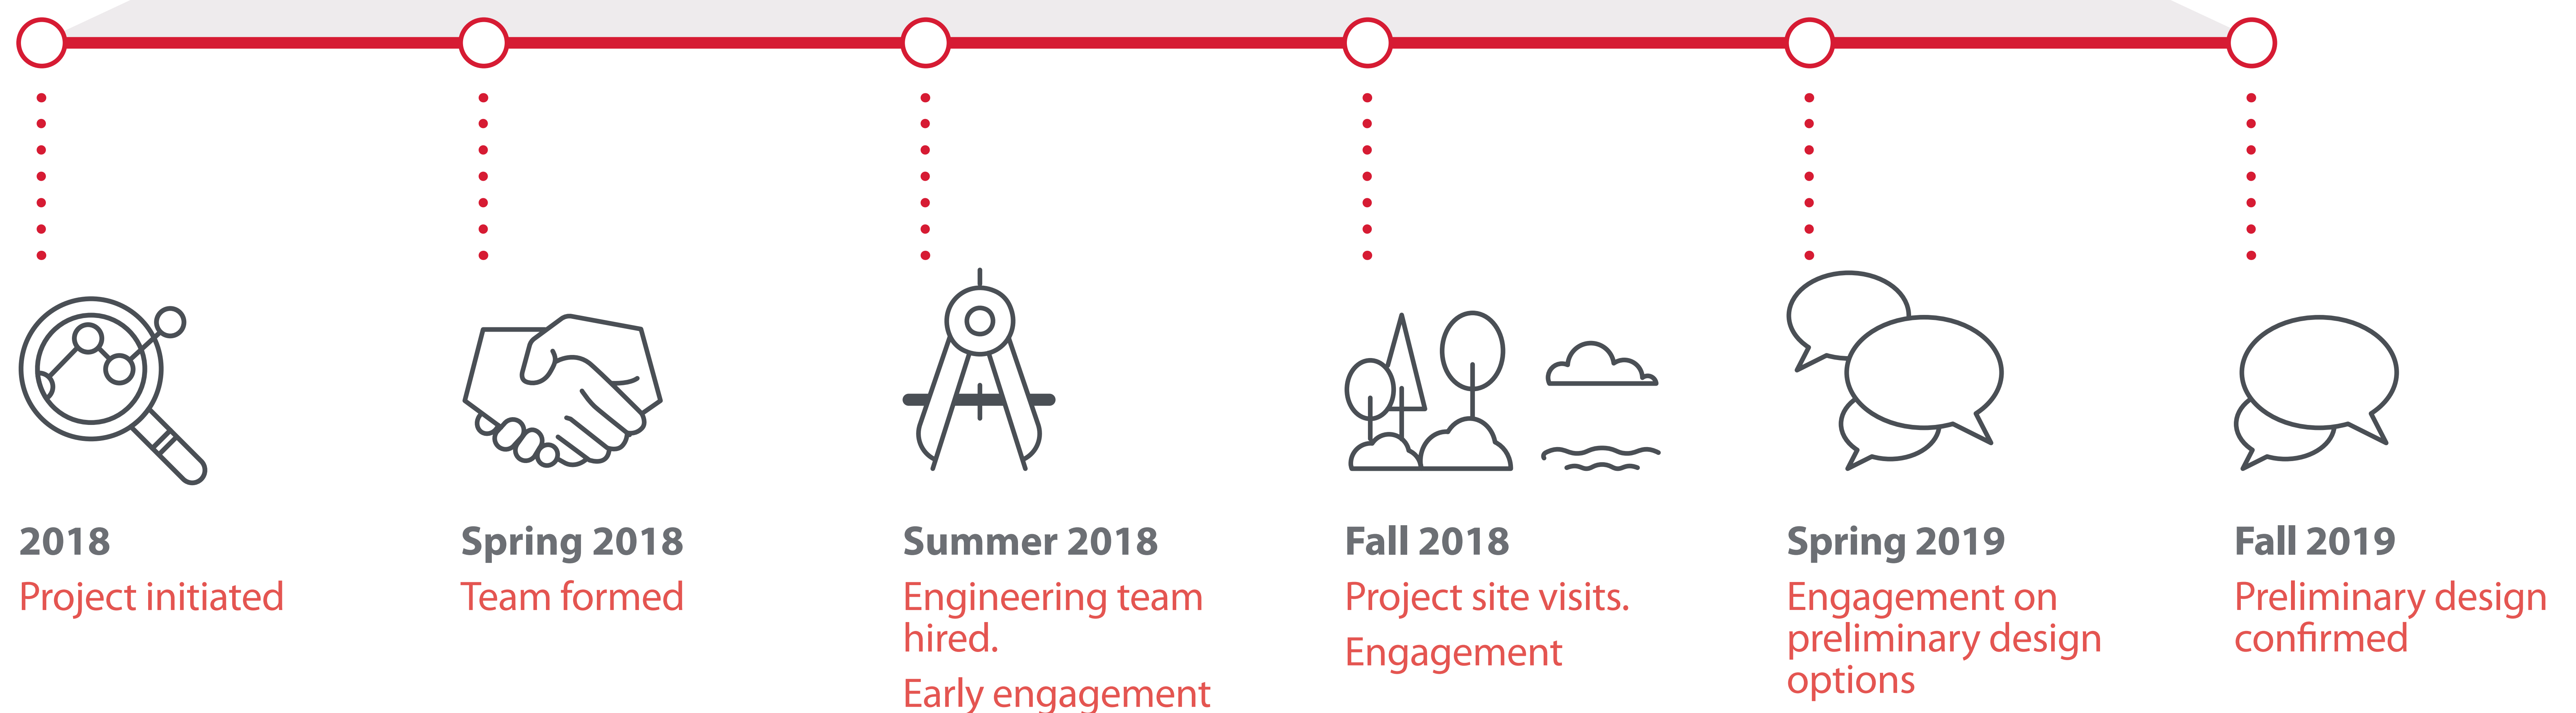 2018
Project initiated
Spring 2018
Team formed
Summer 2018
Engineering team
hired.
Early engagement
Fall 2018
Project site visits.
Engagement
Spring 2019
Engagement on
preliminary design
options
Fall 2019
Preliminary design
confirmed